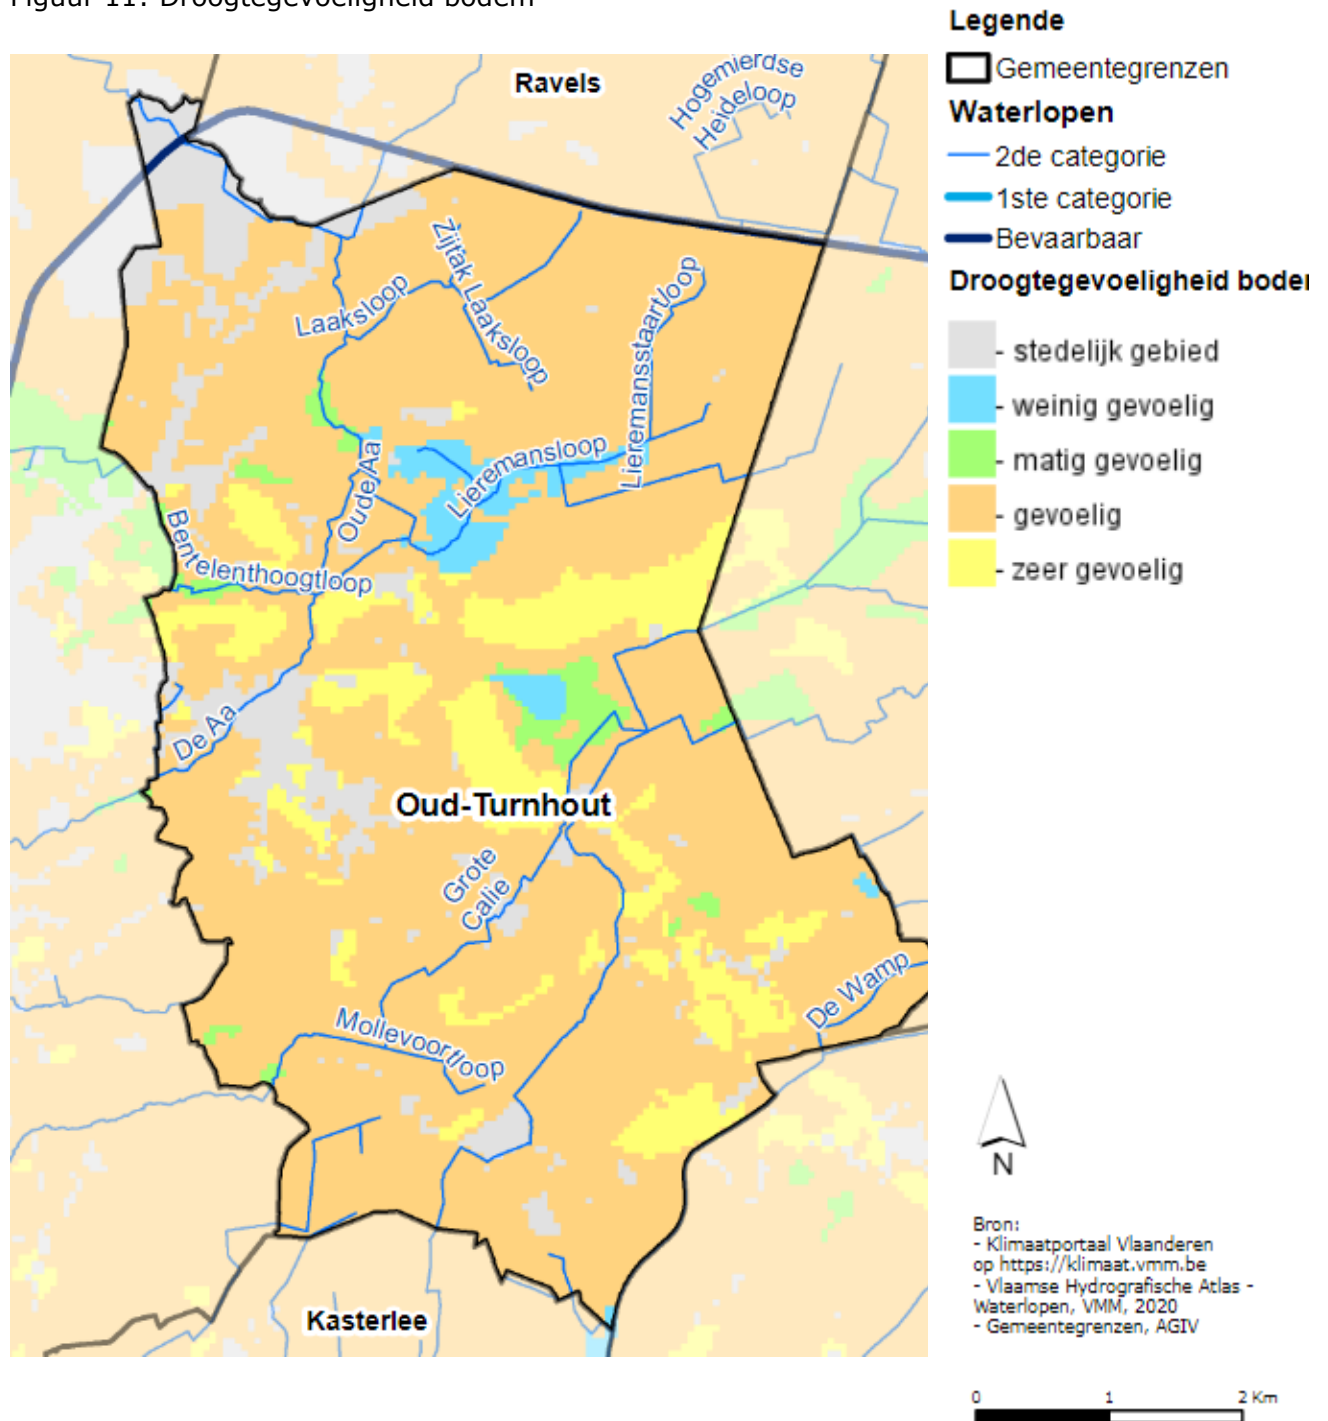 Figuur 11: Droogtegevoeligheid bodem
Legende
Gemeentegrenzen
Waterlopen
2de categorie
1ste categorie
Bevaarbaar
Droogtegevoeligheid boder
- stedelijk gebied
- weinig gevoelig
- matig gevoelig
- gevoelig
- zeer gevoelig
Ravels
Hogemierdse
Heideloop
Zijtak Laaksloop
Laaksloop
Lieremansstaartloop
Lieremansloop
Oude Aa
Bentelenthoogtloop
De Aa
Oud-Turnhout
Grote
Calie
De Wamp
Mollevoortloop
Kasterlee
N
Bron:
- Klimaatportaal Vlaanderen
op https://klimaat.vmm.be
- Vlaamse Hydrografische Atlas -
Waterlopen, VMM, 2020
- Gemeentegrenzen, AGIV
0 1 2 Km